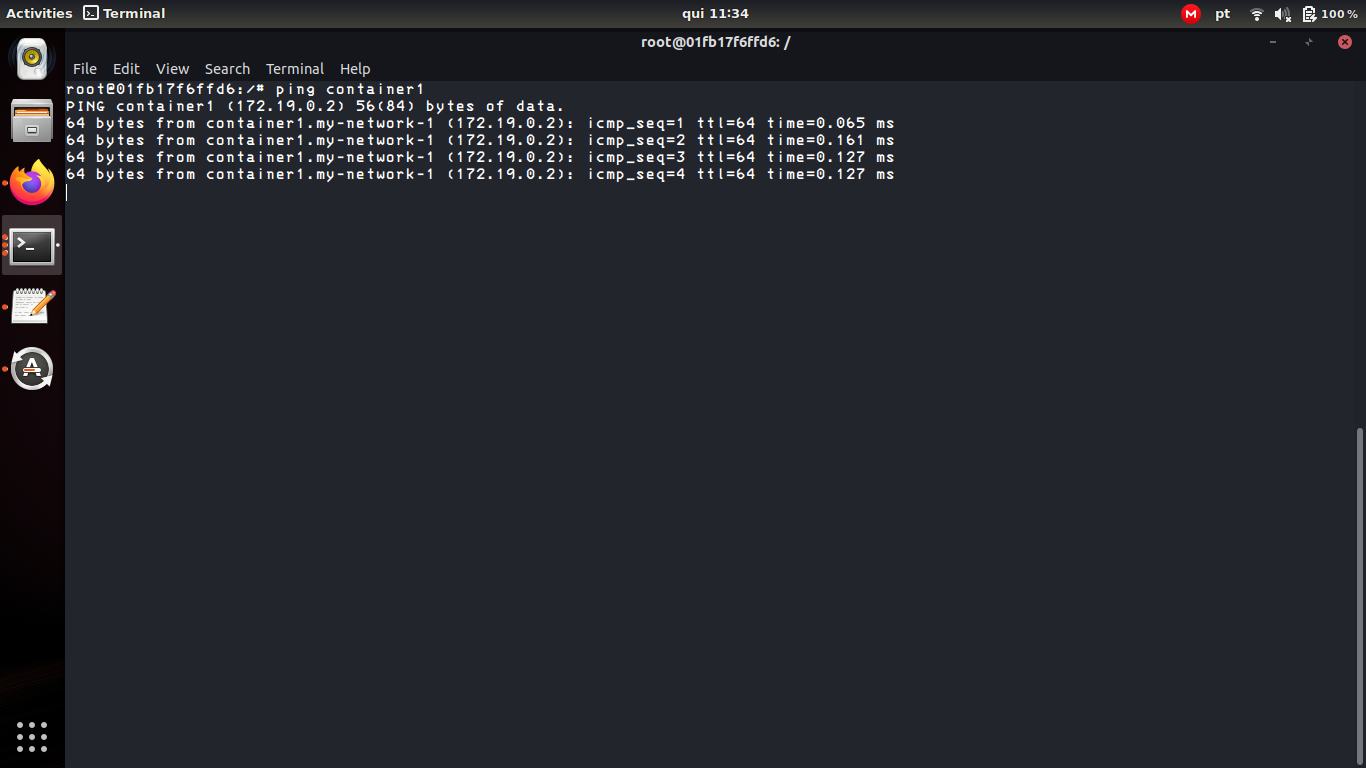 Activities Terminal qui 11:34 M pt 100 %
root@01fb17f6ffd6: /
File Edit View Search Terminal Help
root@01fb17f6ffd6:/# ping container1
PING container1 (172.19.0.2) 56(84) bytes of data.
64 bytes from container1.my-network-1 (172.19.0.2): icmp_seq=1 ttl=64 time=0.065 ms
64 bytes from container1.my-network-1 (172.19.0.2): icmp_seq=2 ttl=64 time=0.161 ms
64 bytes from container1.my-network-1 (172.19.0.2): icmp_seq=3 ttl=64 time=0.127 ms
64 bytes from container1.my-network-1 (172.19.0.2): icmp_seq=4 ttl=64 time=0.127 ms